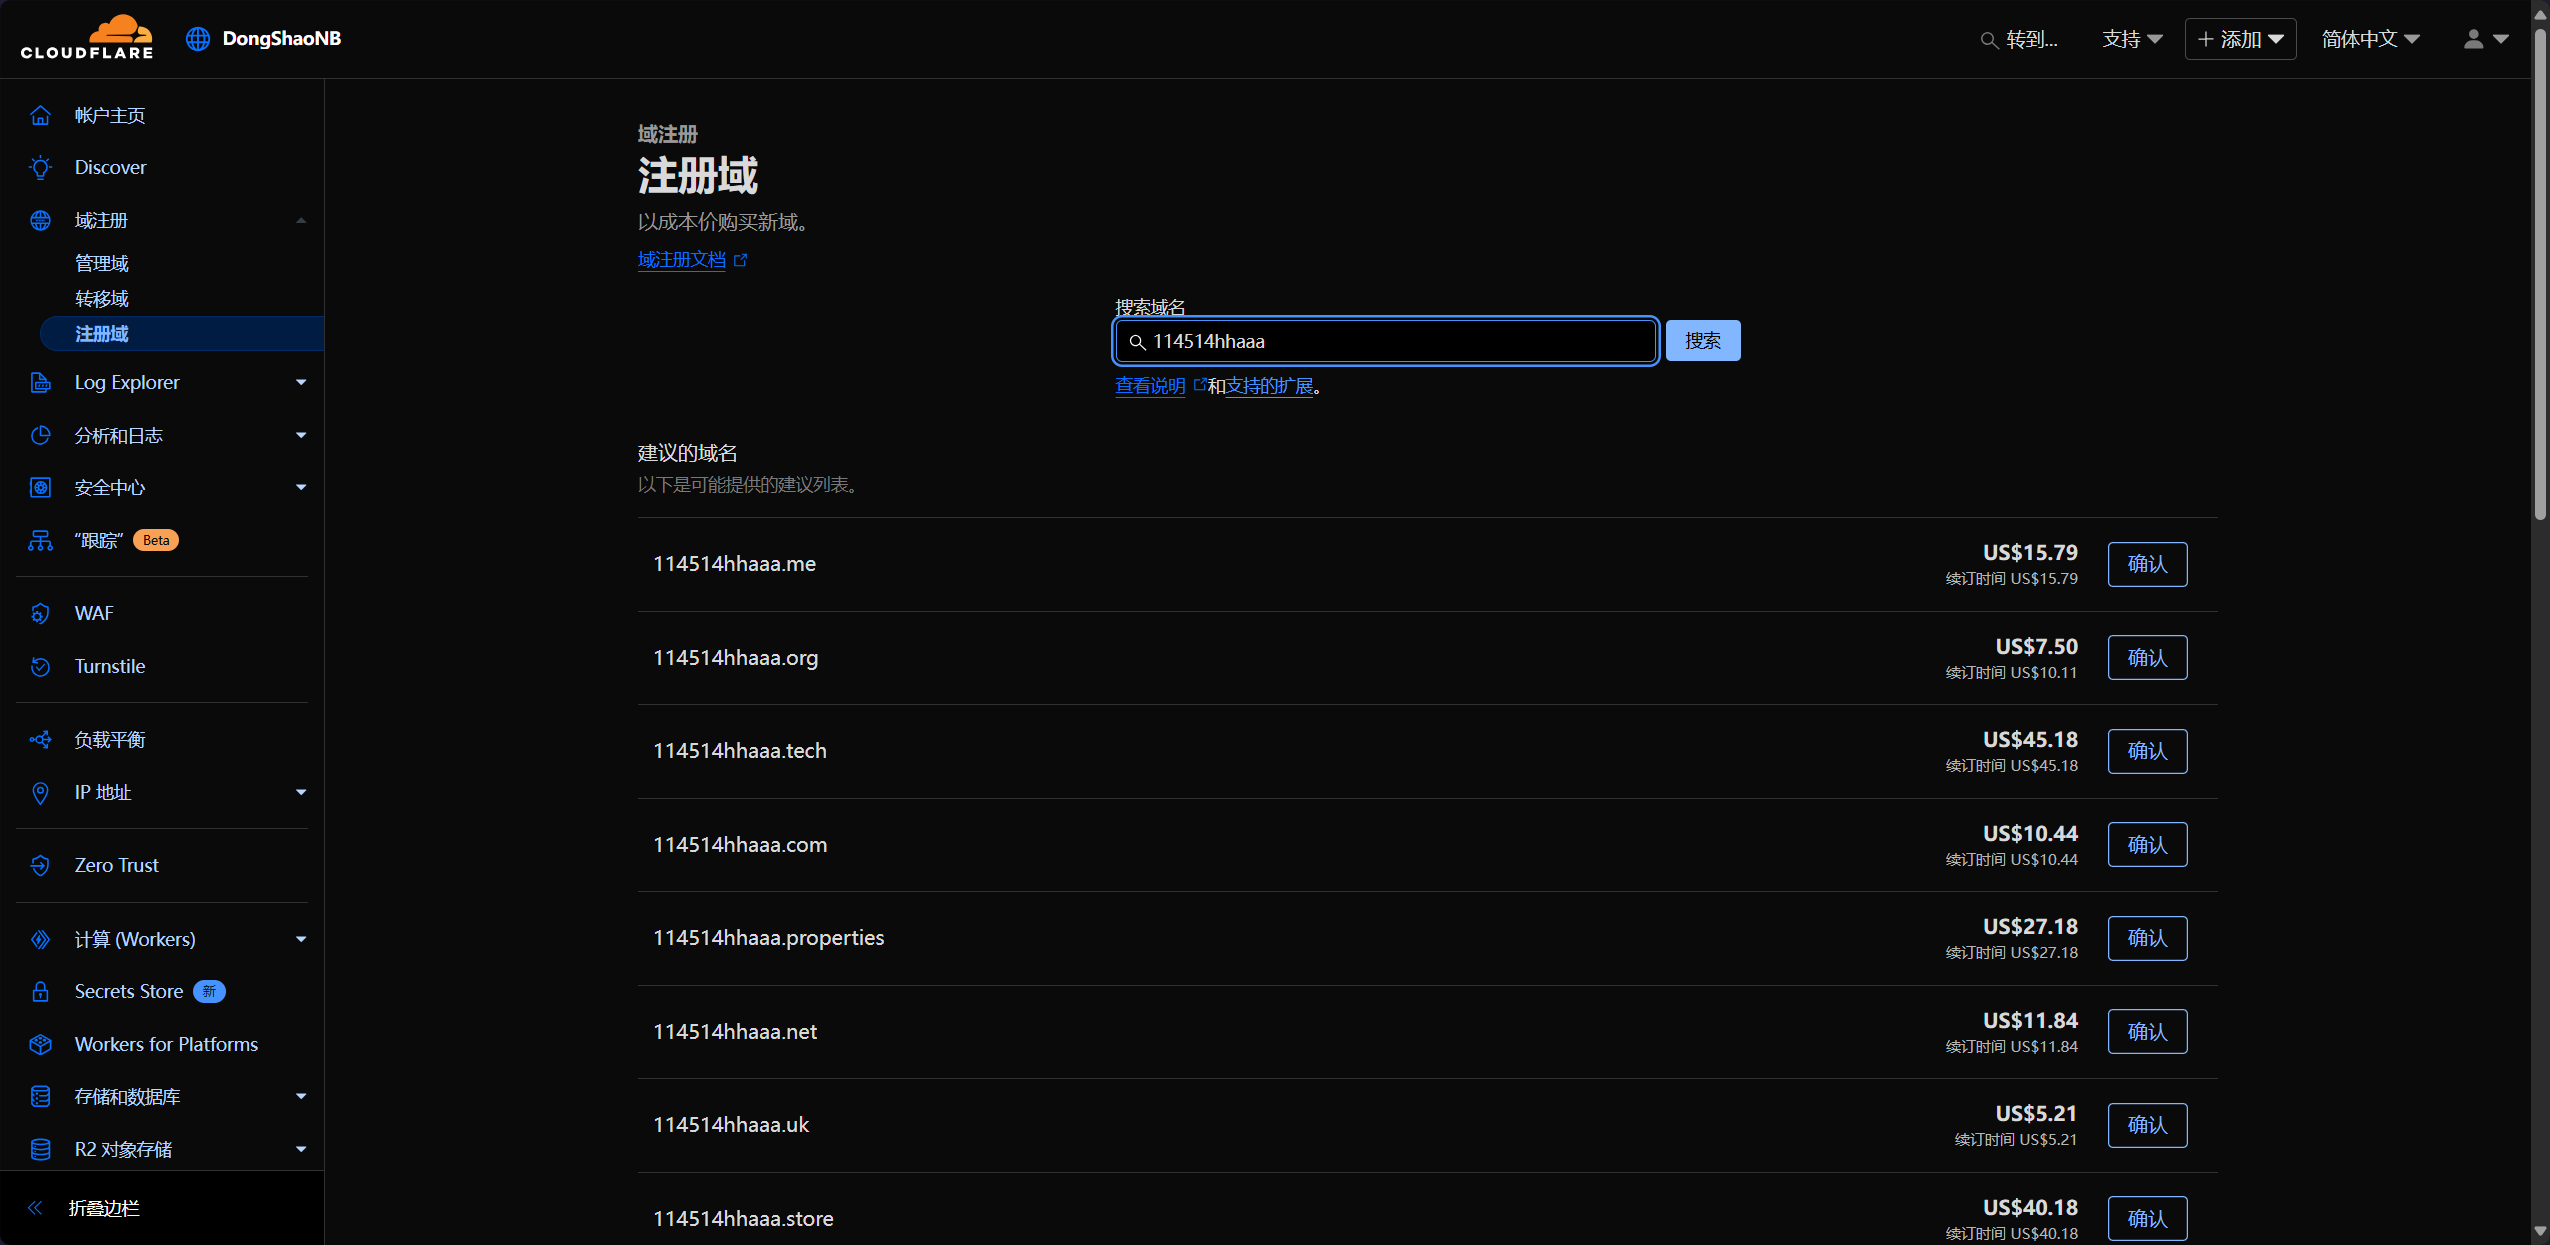 CLOUDFLARE
DongShaoNB
转到...
支持
添加
简体中文
帐户主页
Discover
域注册
管理域
转移域
注册域
Log Explorer
分析和日志
安全中心
“跟踪” Beta
WAF
Turnstile
负载平衡
IP 地址
Zero Trust
计算 (Workers)
Secrets Store 新
Workers for Platforms
存储和数据库
R2 对象存储
折叠边栏
域注册
注册域
以成本价购买新域。
域注册文档
搜索域名
114514hhaaa
搜索
查看说明 和支持的扩展。
建议的域名
以下是可能提供的建议列表。
114514hhaaa.me
US$15.79
续订时间 US$15.79
确认
114514hhaaa.org
US$7.50
续订时间 US$10.11
确认
114514hhaaa.tech
US$45.18
续订时间 US$45.18
确认
114514hhaaa.com
US$10.44
续订时间 US$10.44
确认
114514hhaaa.properties
US$27.18
续订时间 US$27.18
确认
114514hhaaa.net
US$11.84
续订时间 US$11.84
确认
114514hhaaa.uk
US$5.21
续订时间 US$5.21
确认
114514hhaaa.store
US$40.18
续订时间 US$40.18
确认